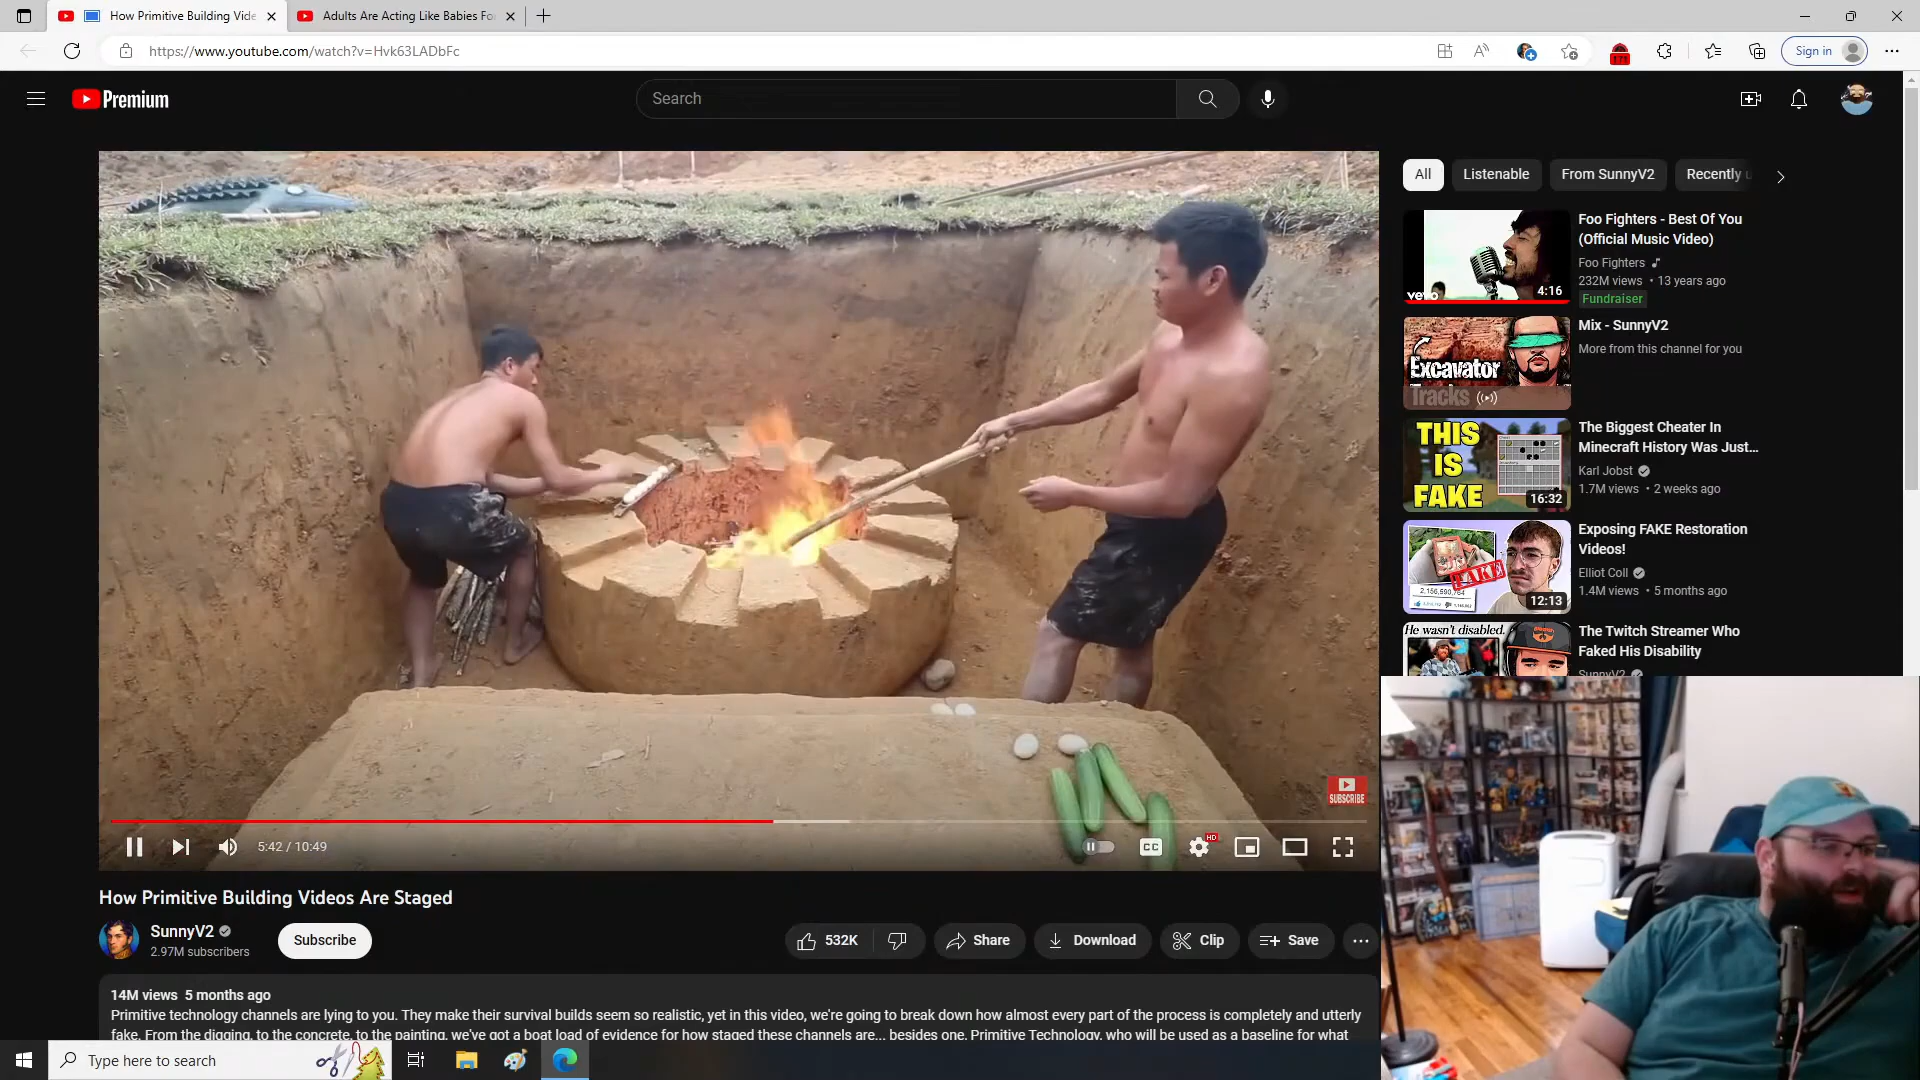 How Primitive Building Vide
Adults Are Acting Like Babies Fo
https://www.youtube.com/watch?v=Hvk63LADbFc
171
Sign in
Premium
Search
All
Listenable
From SunnyV2
Recently u
SUBSCRIBE
5:42 / 10:49
CC
HD
How Primitive Building Videos Are Staged
SunnyV2
2.97M subscribers
Subscribe
532K
Share
Download
Clip
Save
14M views 5 months ago
Primitive technology channels are lying to you. They make their survival builds seem so realistic, yet in this video, we're going to break down how almost every part of the process is completely and utterly
fake. From the digging, to the concrete, to the painting, we've got a boat load of evidence for how staged these channels are... besides one. Primitive Technology, who will be used as a baseline for what
vevo
4:16
Foo Fighters - Best Of You
(Official Music Video)
Foo Fighters
232M views • 13 years ago
Fundraiser
Excavator
Tracks
Mix - SunnyV2
More from this channel for you
THIS
IS
FAKE
16:32
The Biggest Cheater In
Minecraft History Was Just...
Karl Jobst
1.7M views • 2 weeks ago
FAKE
2,156,590,764
12:13
Exposing FAKE Restoration
Videos!
Elliot Coll
1.4M views • 5 months ago
He wasn't disabled.
The Twitch Streamer Who
Faked His Disability
SunnyV2
Type here to search